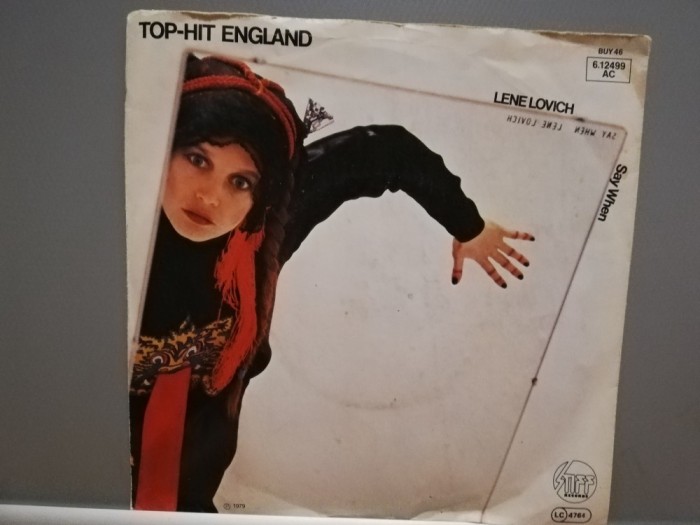 TOP-HIT ENGLAND
BUY 46
6.12499
AC
LENE LOVICH
SAY WHEN LENE LOVICH
Say When
STIFF
RECORDS
LC 4764
℗ 1979